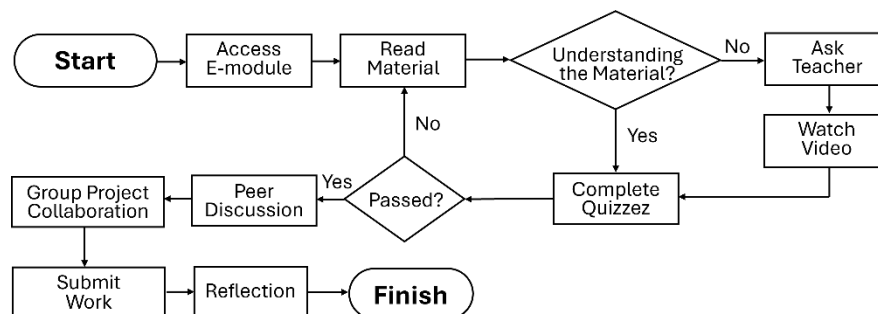 Start
Access
E-module
Read
Material
Understanding
the Material?
No
Ask
Teacher
Watch
Video
Yes
Complete
Quizzez
No
Passed?
Yes
Peer
Discussion
Group Project
Collaboration
Submit
Work
Reflection
Finish